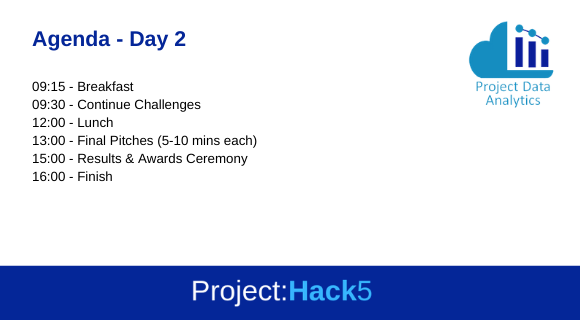 Agenda - Day 2
Project Data
Analytics
09:15 - Breakfast
09:30 - Continue Challenges
12:00 - Lunch
13:00 - Final Pitches (5-10 mins each)
15:00 - Results & Awards Ceremony
16:00 - Finish
Project:Hack5